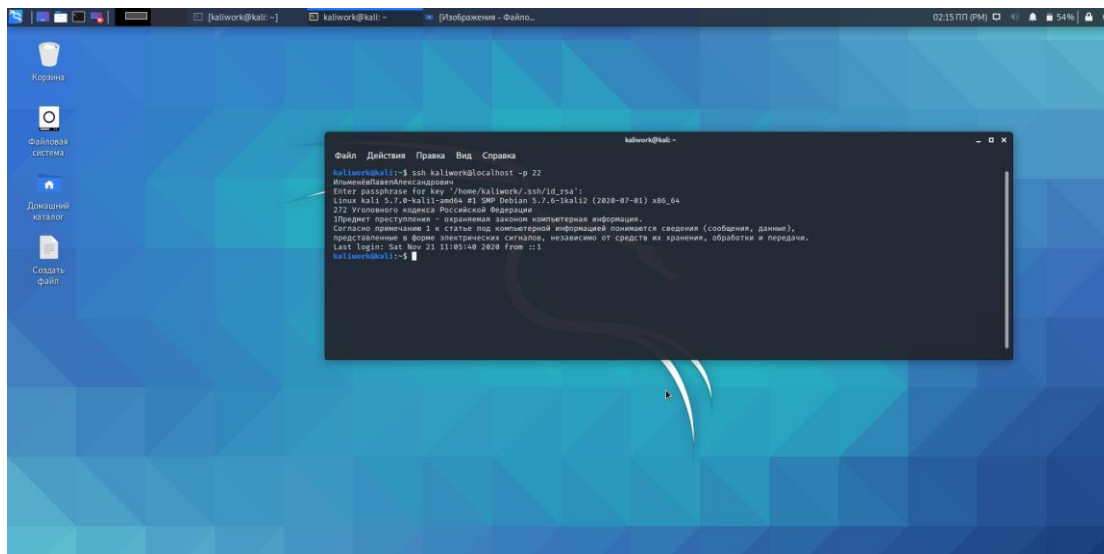 [kaliwork@kali: ~]
kaliwork@kali: ~
[Изображения - Файло...
02:15 ПП (PM)
54%
Корзина
Файловая
система
Домашний
каталог
Создать
файл
kaliwork@kali: ~
Файл Действия Правка Вид Справка
kaliwork@kali:~$ ssh kaliwork@localhost -p 22
ИльменёвПавелАлександрович
Enter passphrase for key '/home/kaliwork/.ssh/id_rsa':
Linux kali 5.7.0-kali1-amd64 #1 SMP Debian 5.7.6-1kali2 (2020-07-01) x86_64
272 Уголовного кодекса Российской Федерации
1Предмет преступления - охраняемая законом компьютерная информация.
Согласно примечанию 1 к статье под компьютерной информацией понимаются сведения (сообщения, данные),
представленные в форме электрических сигналов, независимо от средств их хранения, обработки и передачи.
Last login: Sat Nov 21 11:05:40 2020 from ::1
kaliwork@kali:~$